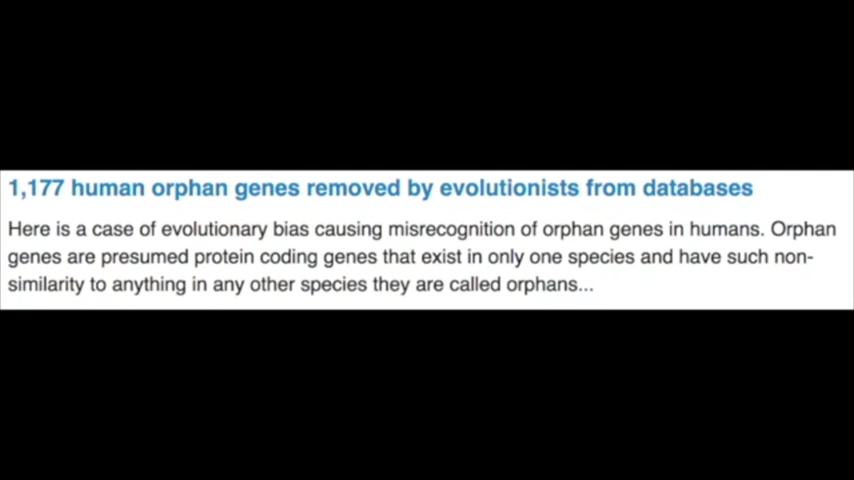 1,177 human orphan genes removed by evolutionists from databases
Here is a case of evolutionary bias causing misrecognition of orphan genes in humans. Orphan
genes are presumed protein coding genes that exist in only one species and have such non-
similarity to anything in any other species they are called orphans...